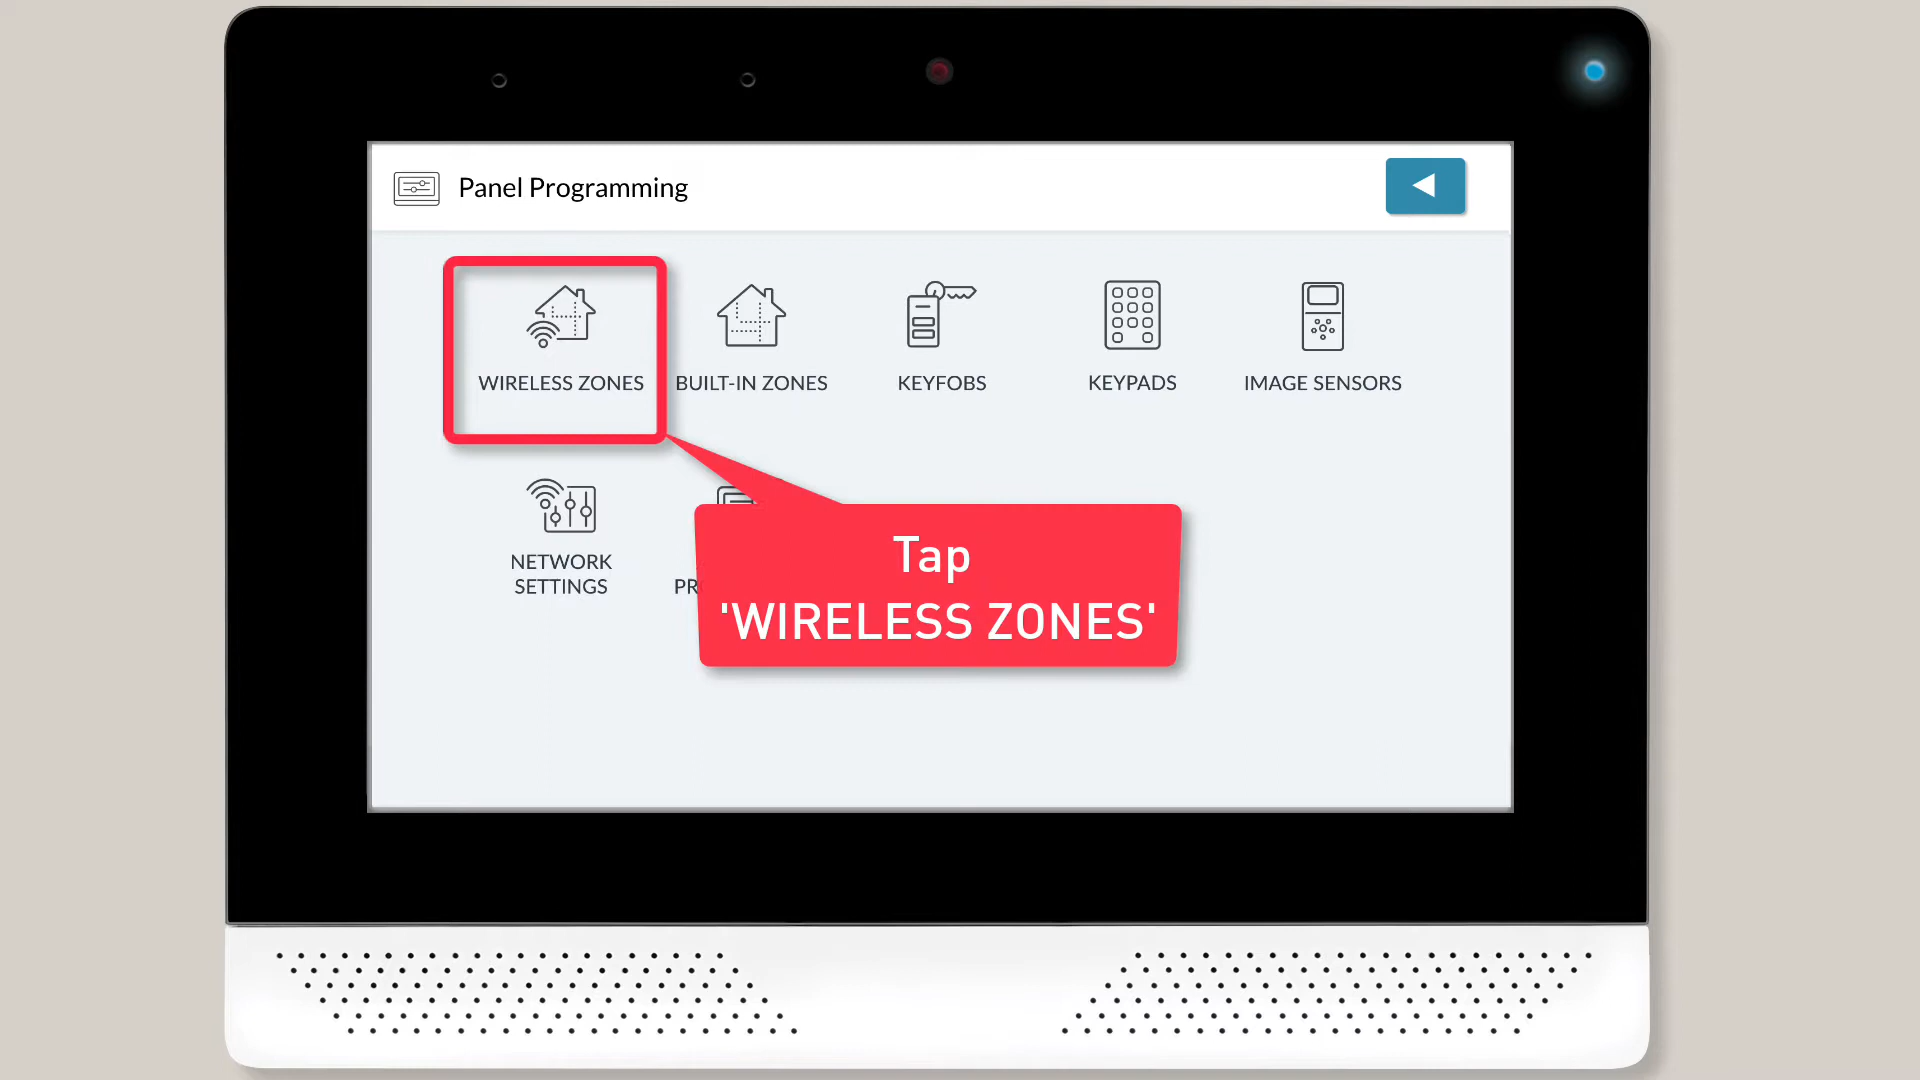 Panel Programming
WIRELESS ZONES
BUILT-IN ZONES
KEYFOBS
KEYPADS
IMAGE SENSORS
NETWORK
SETTINGS
Tap
'WIRELESS ZONES'